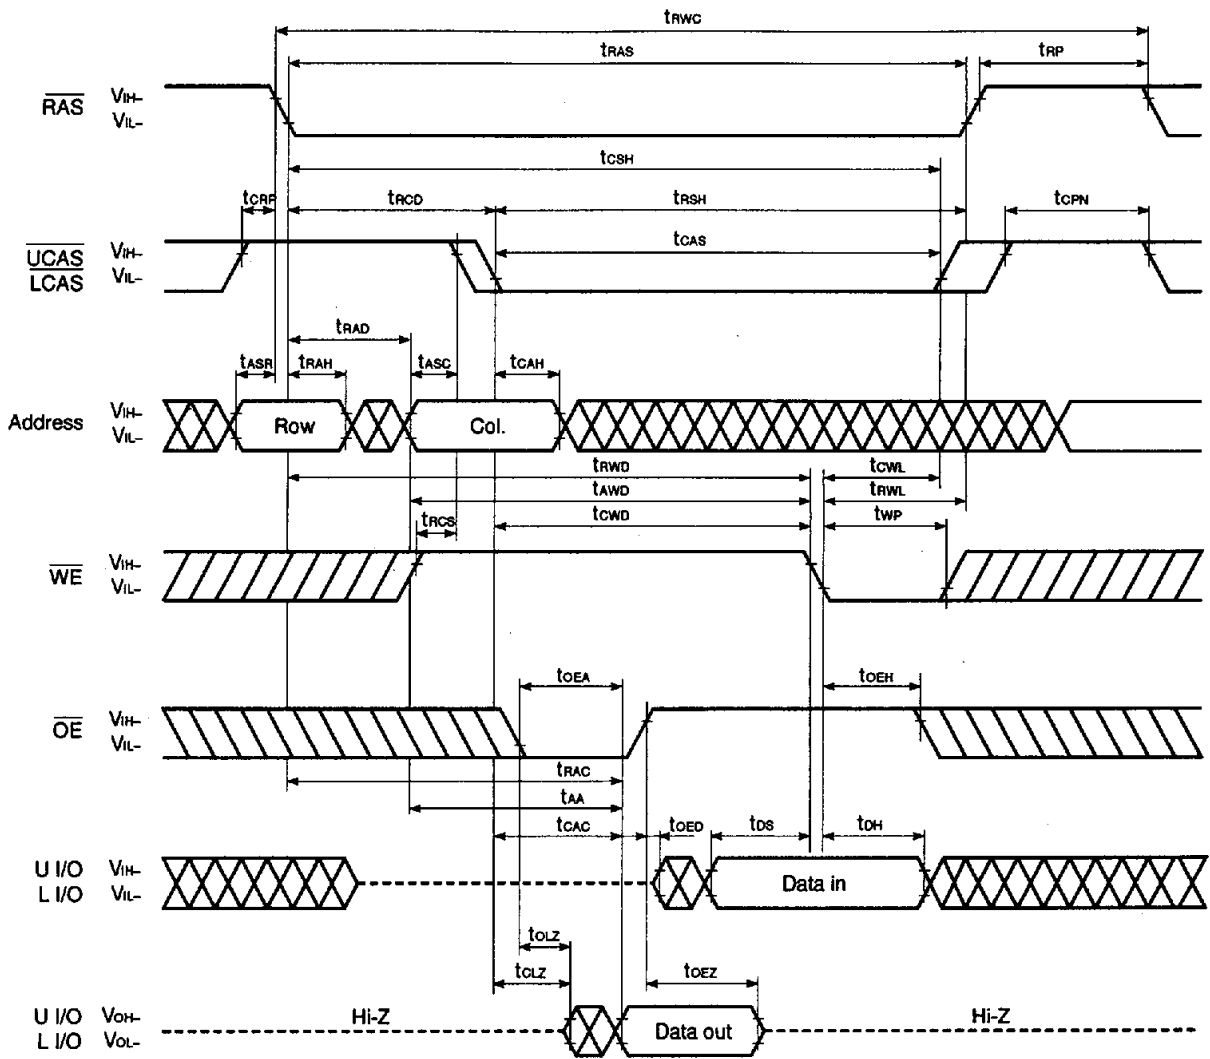 tRWC
tRAS
tRP
RAS
VIH–
VIL–
tCSH
tCRP
tRCD
tRSH
tCPN
UCAS
LCAS
VIH–
VIL–
tCAS
tRAD
tASR
tRAH
tASC
tCAH
Address
VIH–
VIL–
Row
Col.
tRWD
tCWL
tAWD
tRWL
tRCS
tCWD
tWP
WE
VIH–
VIL–
tOEA
tOEH
OE
VIH–
VIL–
tRAC
tAA
tCAC
tOED
tDS
tDH
U I/O
L I/O
VIH–
VIL–
Data in
tOLZ
tCLZ
tOEZ
U I/O
L I/O
VOH–
VOL–
Hi-Z
Data out
Hi-Z